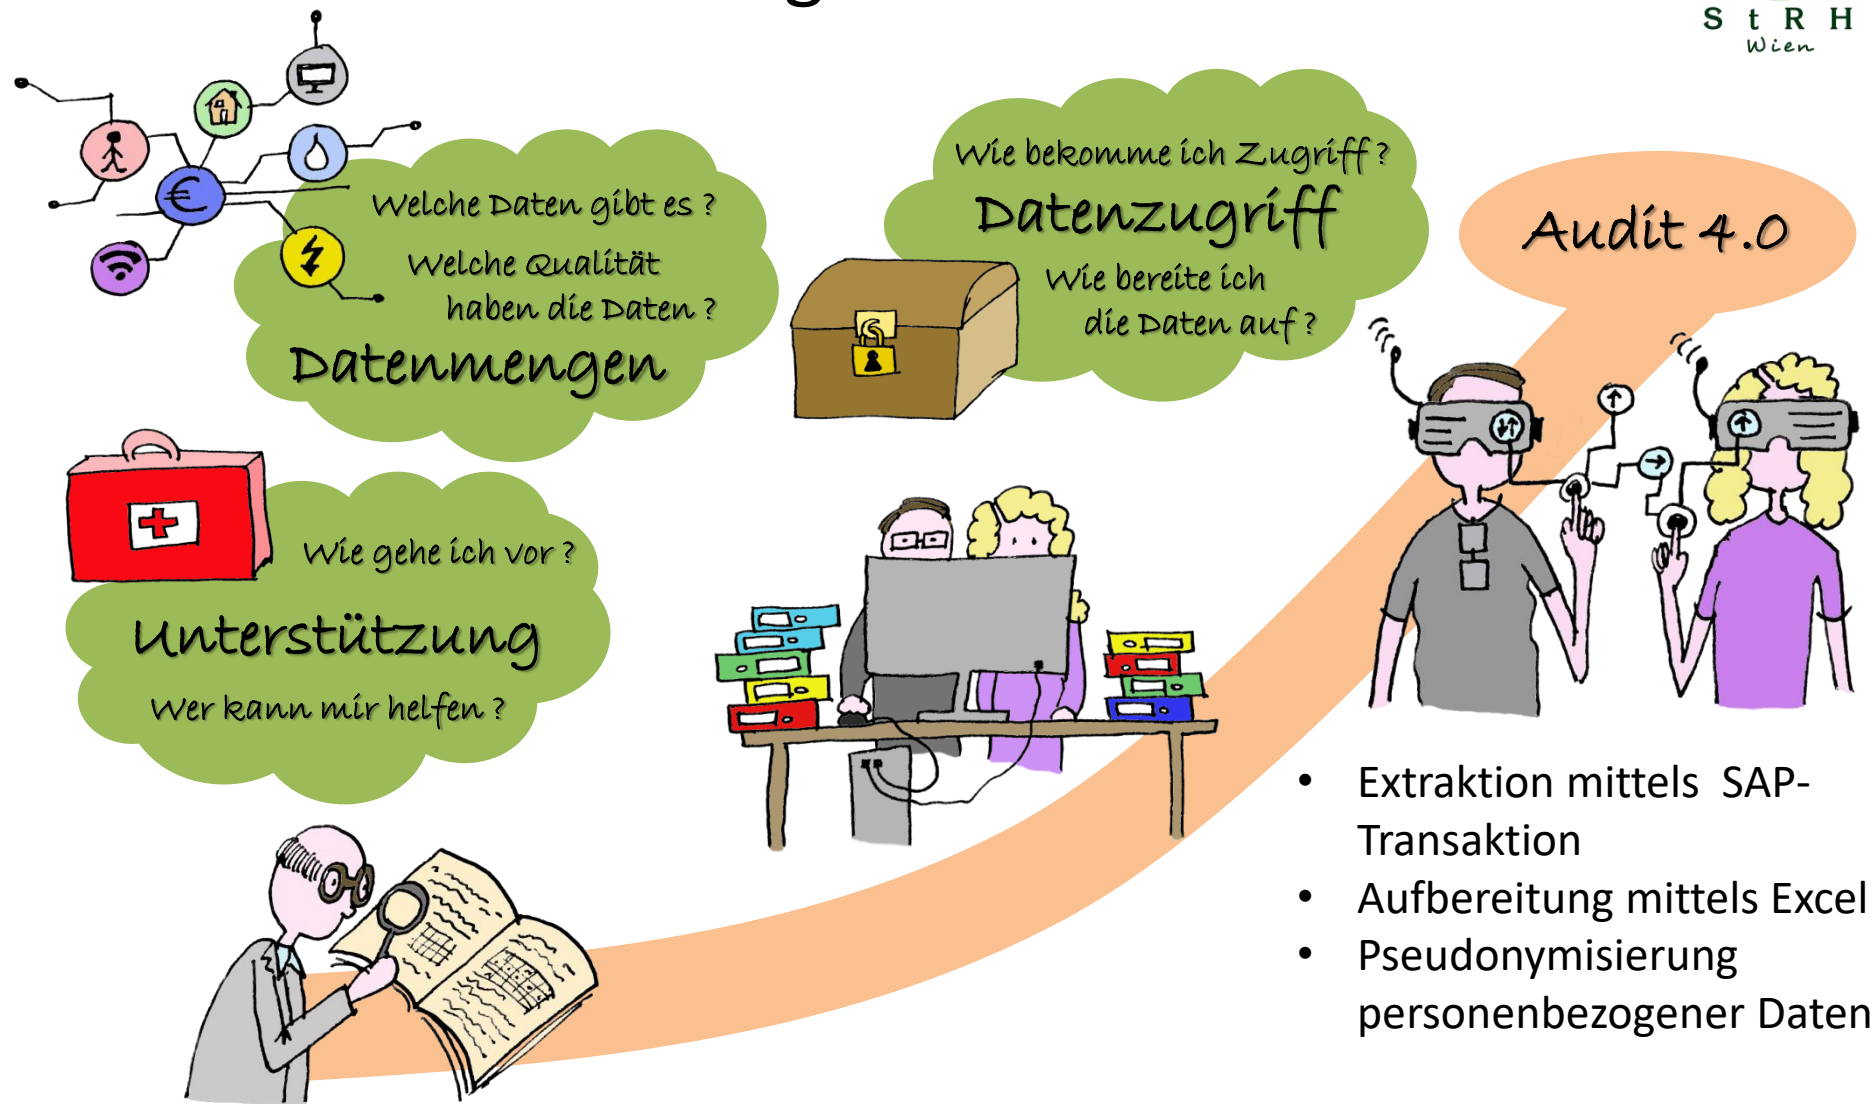 S t R H
Wien
Welche Daten gibt es ?
Welche Qualität
haben die Daten ?
Datenmengen
Wie bekomme ich Zugriff ?
Datenzugriff
Wie bereite ich
die Daten auf ?
Audit 4.0
Wie gehe ich vor ?
Unterstützung
Wer kann mir helfen ?
• Extraktion mittels SAP-
Transaktion
• Aufbereitung mittels Excel
• Pseudonymisierung
personenbezogener Daten